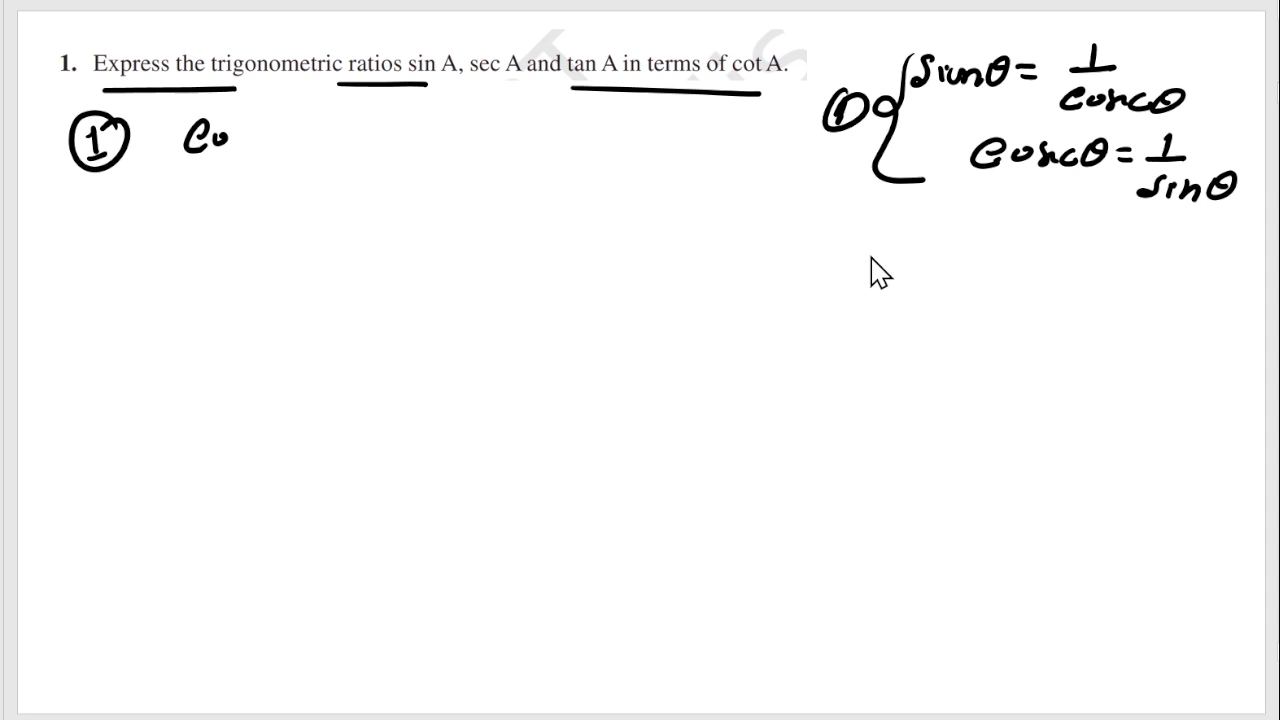 1. Express the trigonometric ratios sin A, sec A and tan A in terms of cot A.
① sinθ = 1/cosecθ
cosecθ = 1/sinθ
① Co